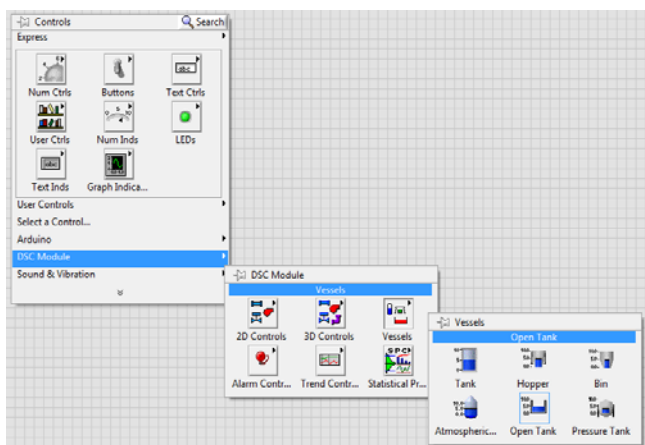 Controls
Search
Express
Num Ctrls Buttons Text Ctrls
User Ctrls Num Inds LEDs
Text Inds Graph Indica...
User Controls
Select a Control...
Arduino
DSC Module
Sound & Vibration
DSC Module
Vessels
2D Controls 3D Controls Vessels
Alarm Contr... Trend Contr... Statistical Pr...
Vessels
Open Tank
Tank Hopper Bin
Atmospheric... Open Tank Pressure Tank